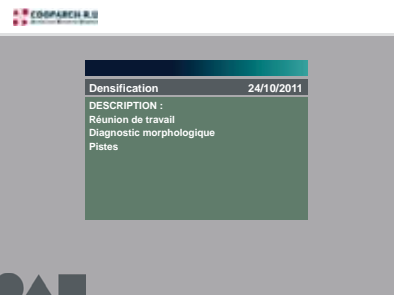 COOPARCH-R.U
Densification 24/10/2011
DESCRIPTION :
Réunion de travail
Diagnostic morphologique
Pistes